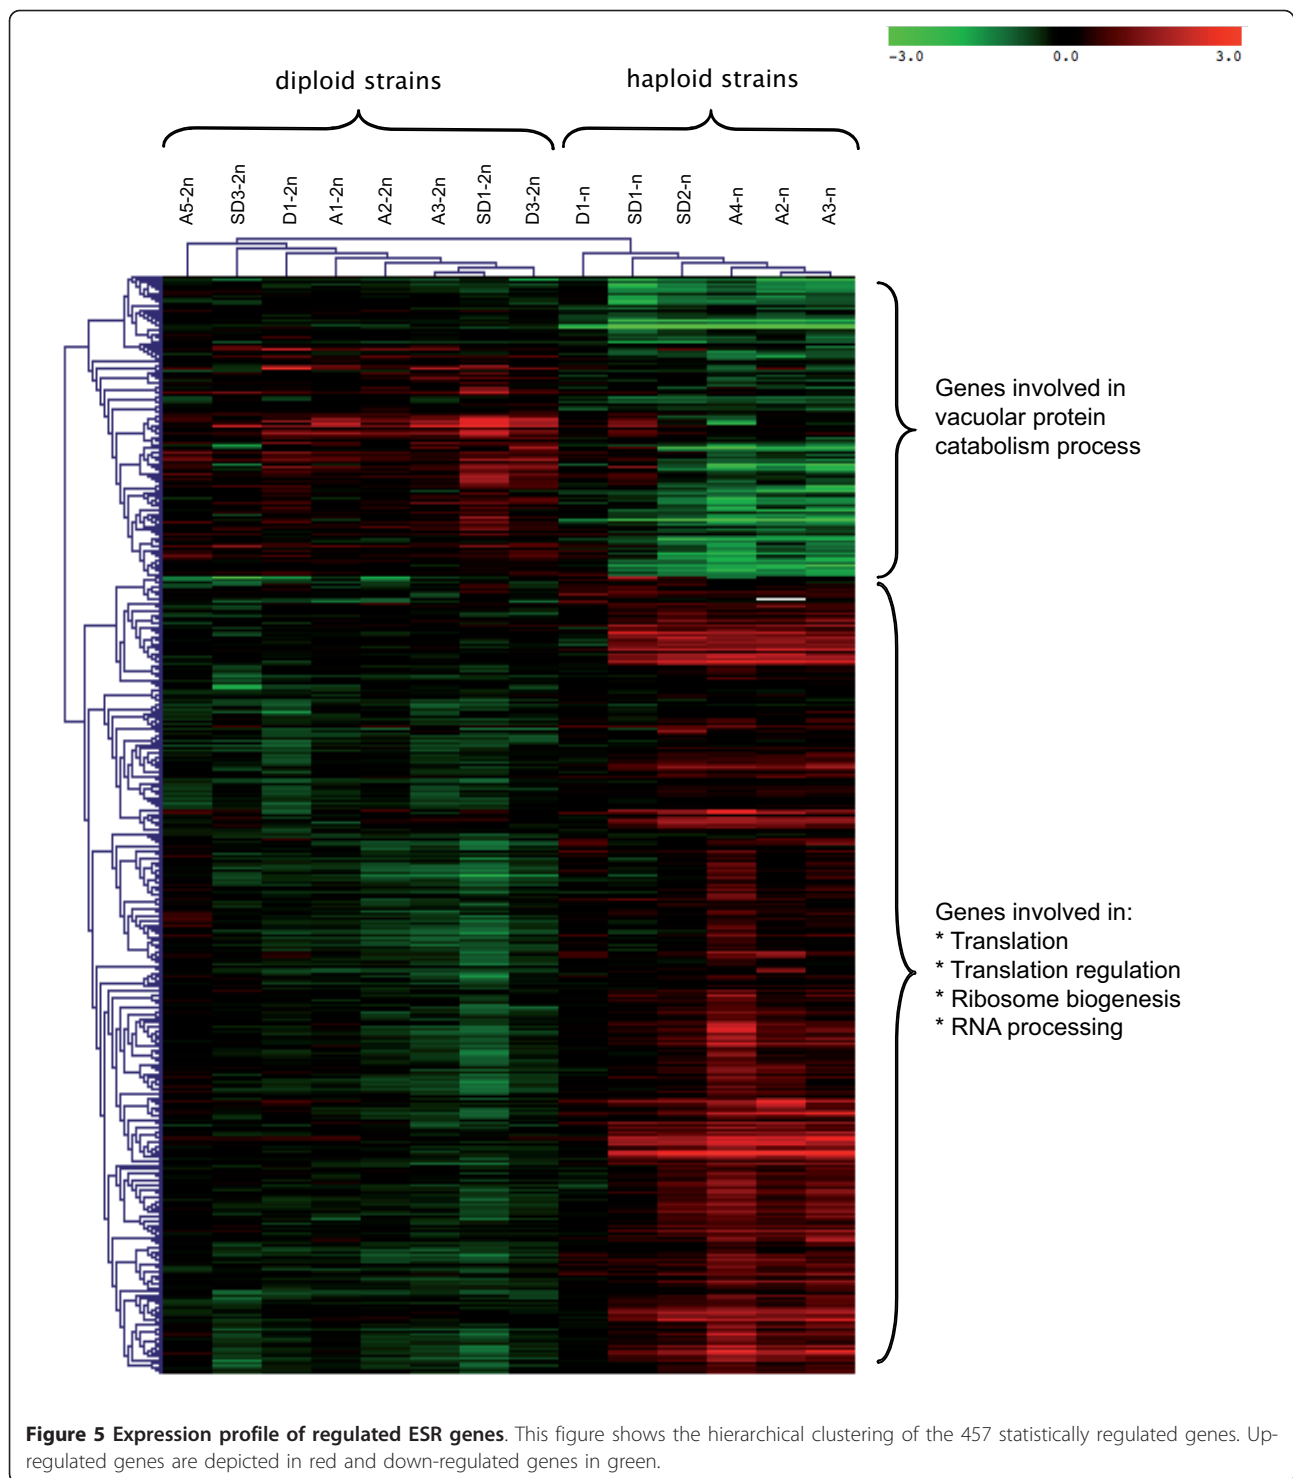 -3.0 0.0 3.0
diploid strains haploid strains
A5-2n SD3-2n D1-2n A1-2n A2-2n A3-2n SD1-2n D3-2n D1-n SD1-n SD2-n A4-n A2-n A3-n
Genes involved in
vacuolar protein
catabolism process
Genes involved in:
* Translation
* Translation regulation
* Ribosome biogenesis
* RNA processing
Figure 5 Expression profile of regulated ESR genes. This figure shows the hierarchical clustering of the 457 statistically regulated genes. Up-
regulated genes are depicted in red and down-regulated genes in green.